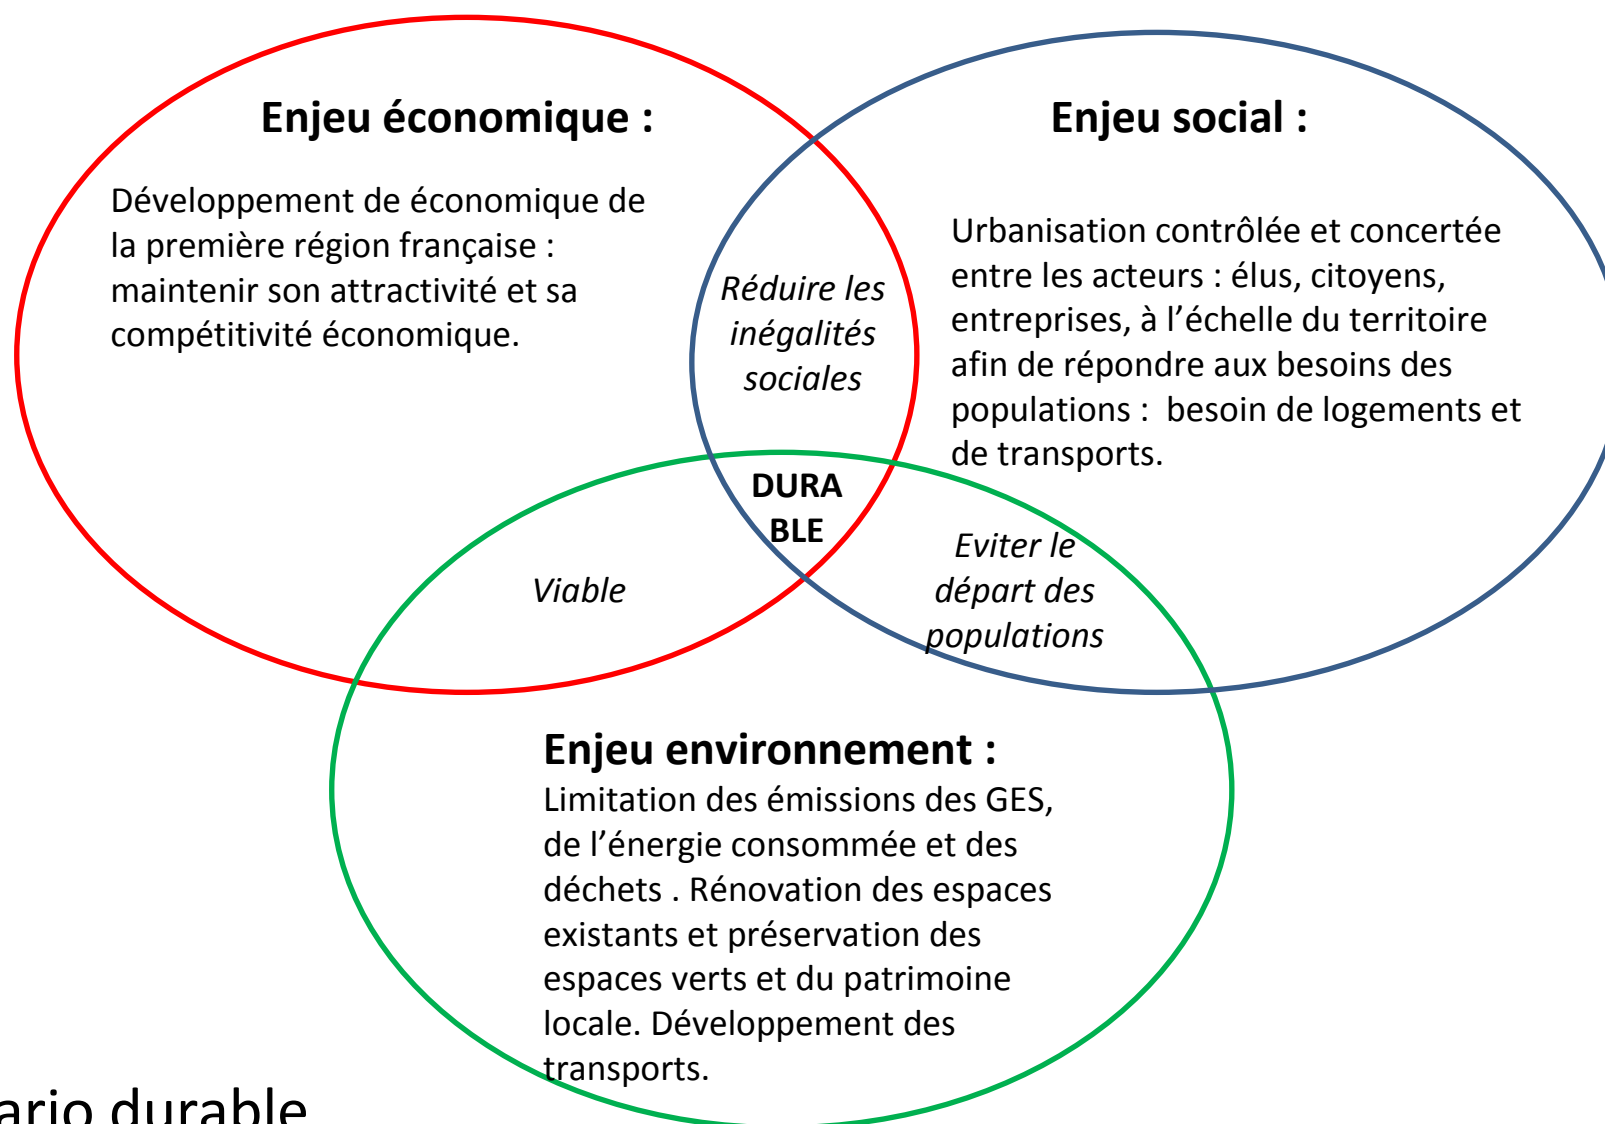 Enjeu économique :
Développement de économique de
la première région française :
maintenir son attractivité et sa
compétitivité économique.
Enjeu social :
Urbanisation contrôlée et concertée
entre les acteurs : élus, citoyens,
entreprises, à l’échelle du territoire
afin de répondre aux besoins des
populations : besoin de logements et
de transports.
Réduire les
inégalités
sociales
DURA
BLE
Viable
Eviter le
départ des
populations
Enjeu environnement :
Limitation des émissions des GES,
de l’énergie consommée et des
déchets . Rénovation des espaces
existants et préservation des
espaces verts et du patrimoine
locale. Développement des
transports.
ario durable